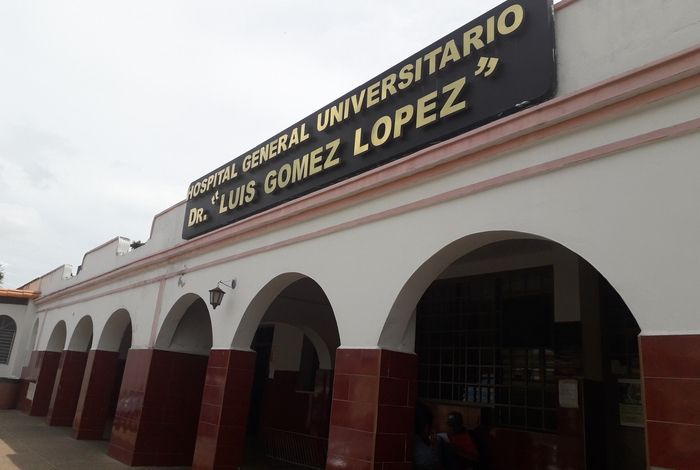 HOSPITAL GENERAL UNIVERSITARIO
DR. "LUIS GOMEZ LOPEZ"